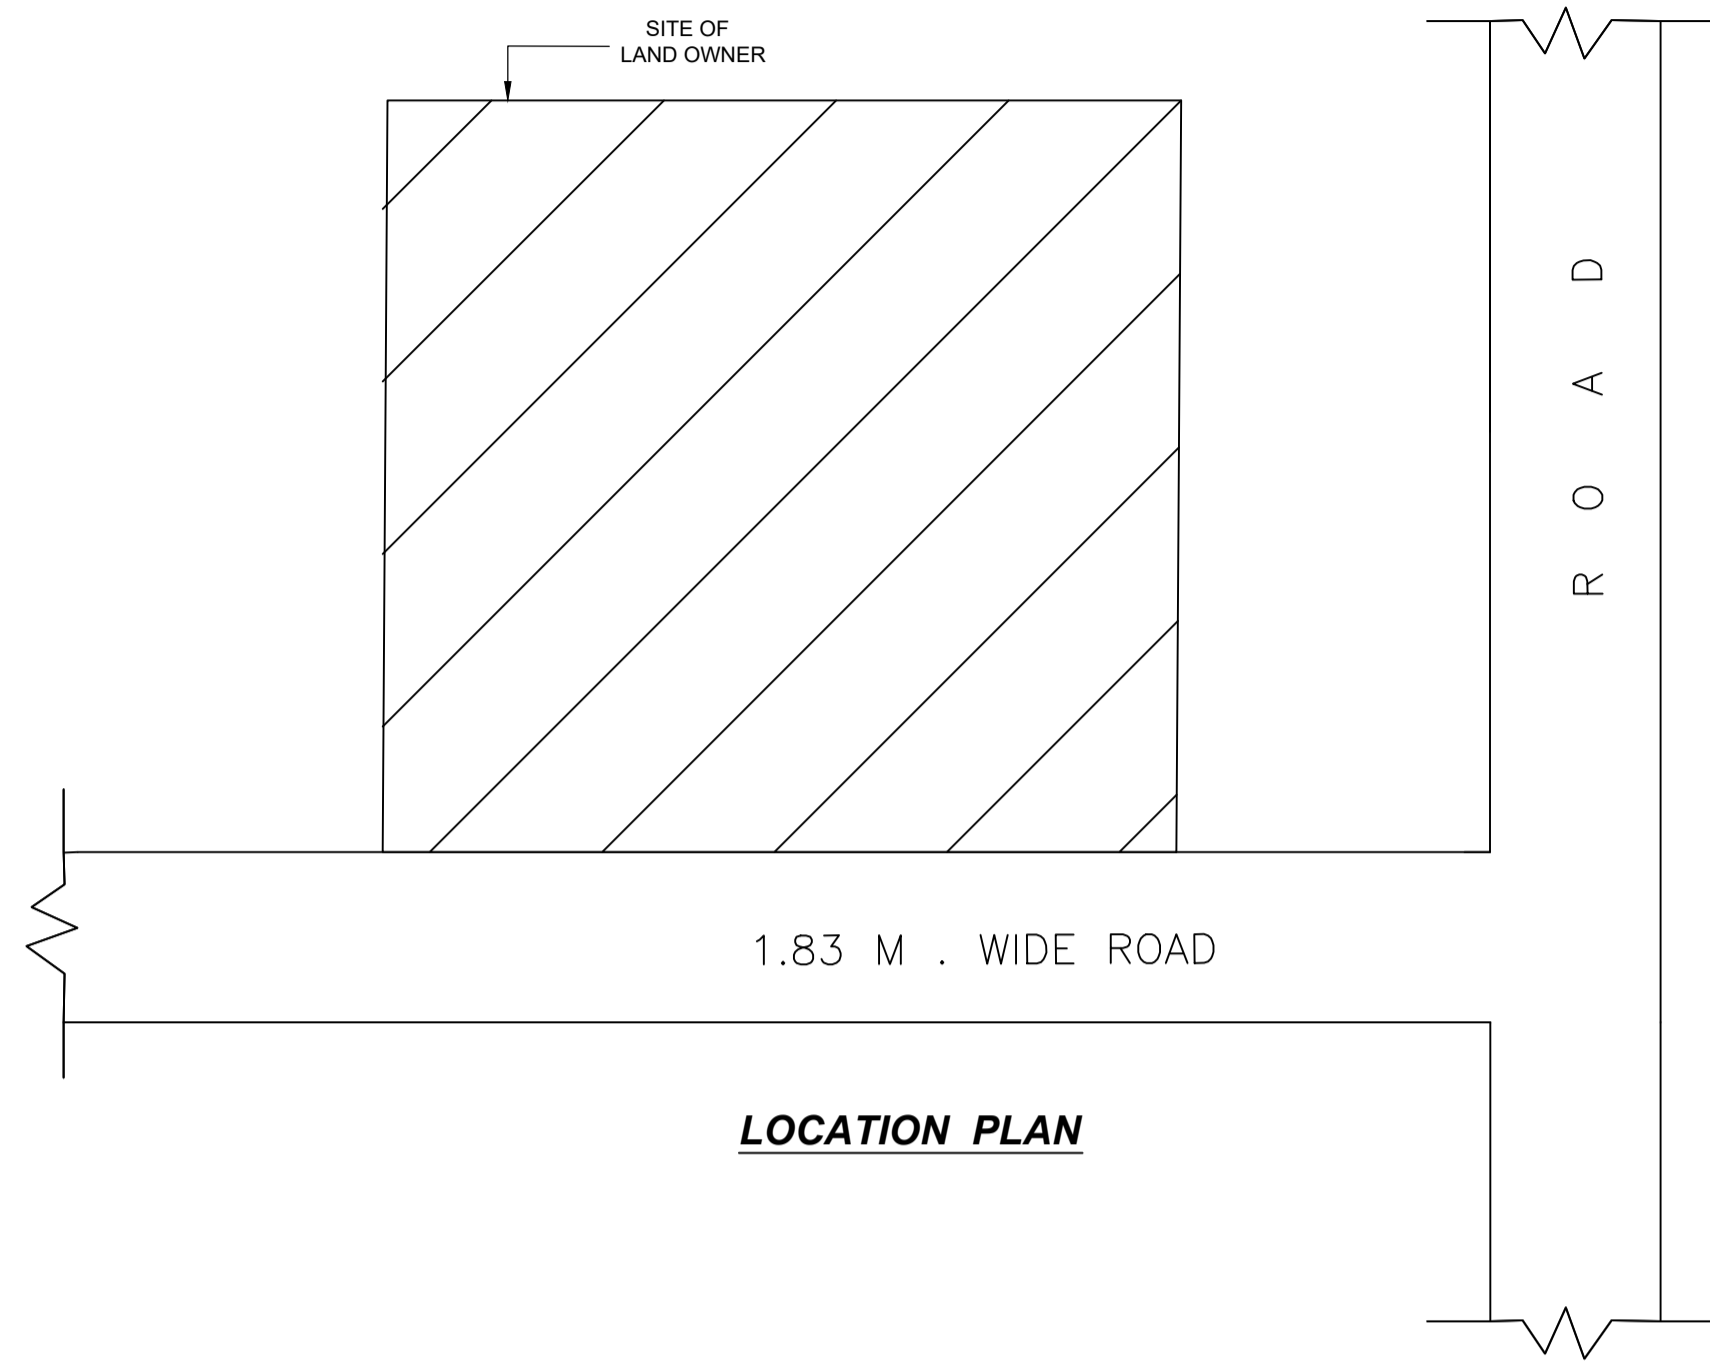 SITE OF
LAND OWNER
R O A D
1.83 M . WIDE ROAD
LOCATION PLAN